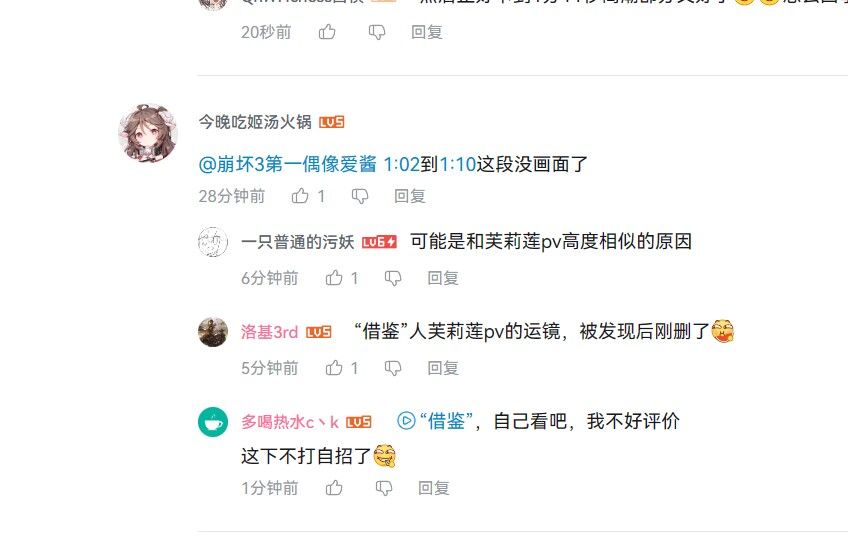 20秒前 回复
今晚吃姬汤火锅 LV5
@崩坏3第一偶像爱酱 1:02到1:10这段没画面了
28分钟前 1 回复
一只普通的污妖 LV6 可能是和芙莉莲pv高度相似的原因
6分钟前 1 回复
洛基3rd LV5 “借鉴”人芙莉莲pv的运镜，被发现后刚删了
5分钟前 1 回复
多喝热水c丶k LV5 “借鉴”，自己看吧，我不好评价
这下不打自招了
1分钟前 回复